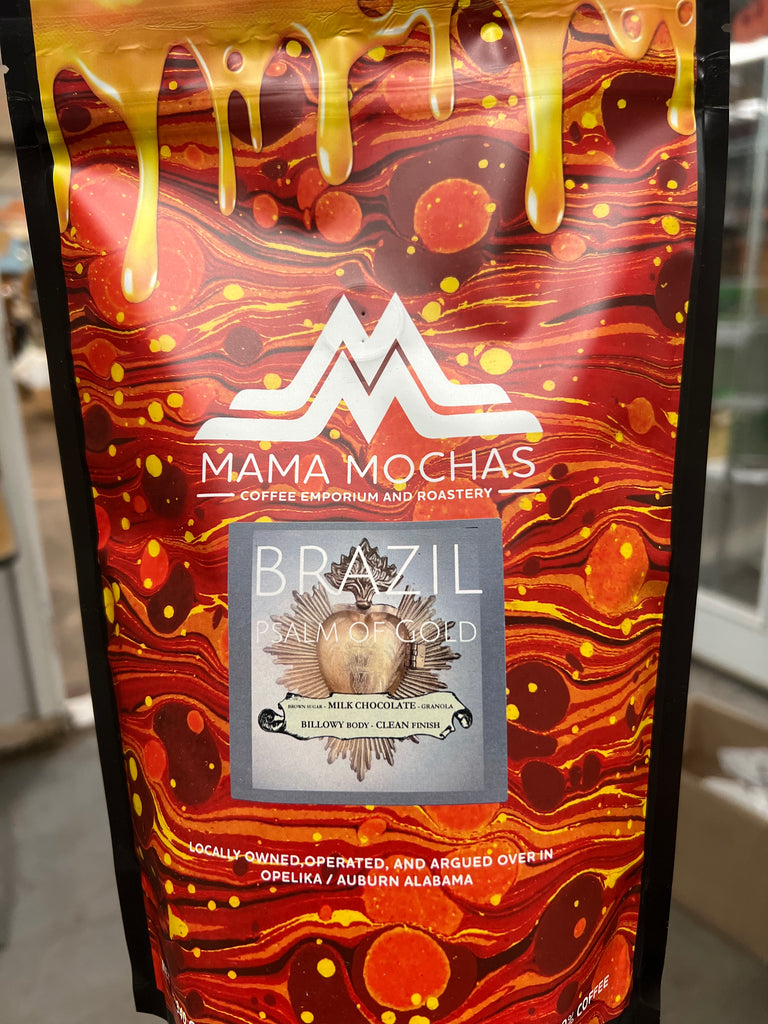 MAMA MOCHAS
COFFEE EMPORIUM AND ROASTERY
BRAZIL
PSALM OF GOLD
BROWN SUGAR - MILK CHOCOLATE - GRANOLA
BILLOWY BODY - CLEAN FINISH
LOCALLY OWNED,OPERATED, AND ARGUED OVER IN
OPELIKA / AUBURN ALABAMA
COFFEE